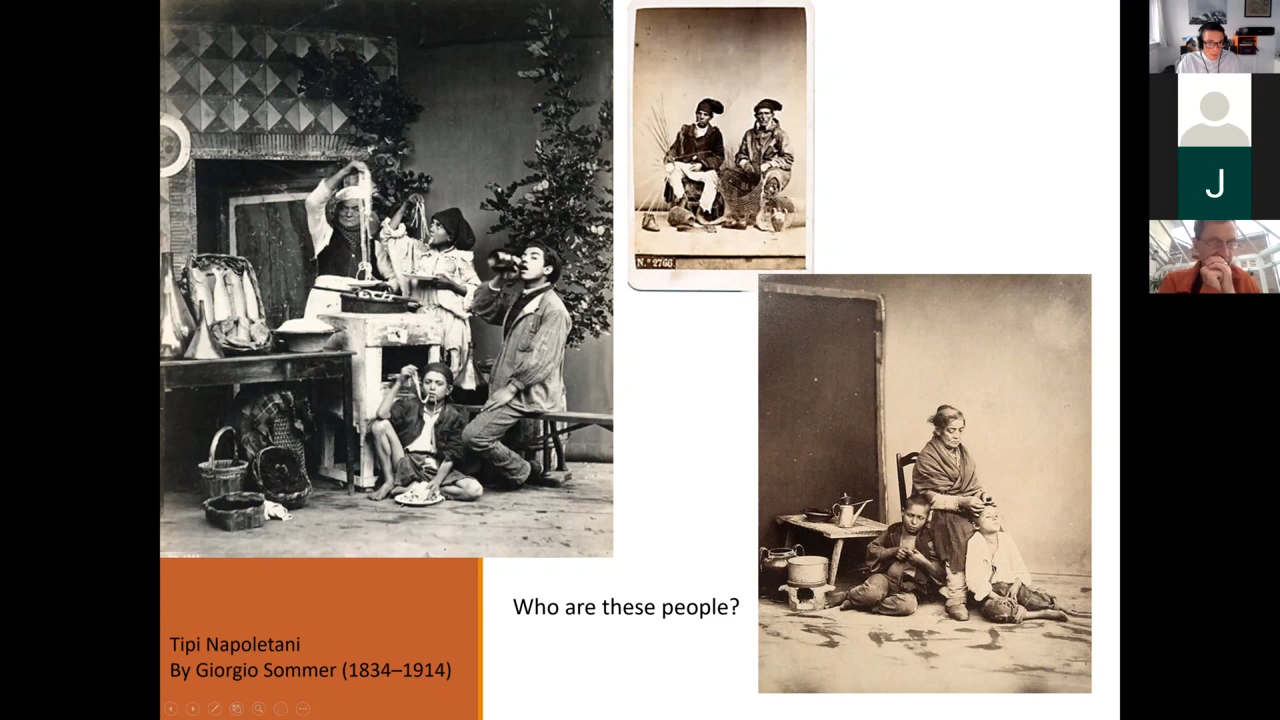 N.º 2766
Who are these people?
Tipi Napoletani
By Giorgio Sommer (1834–1914)
J